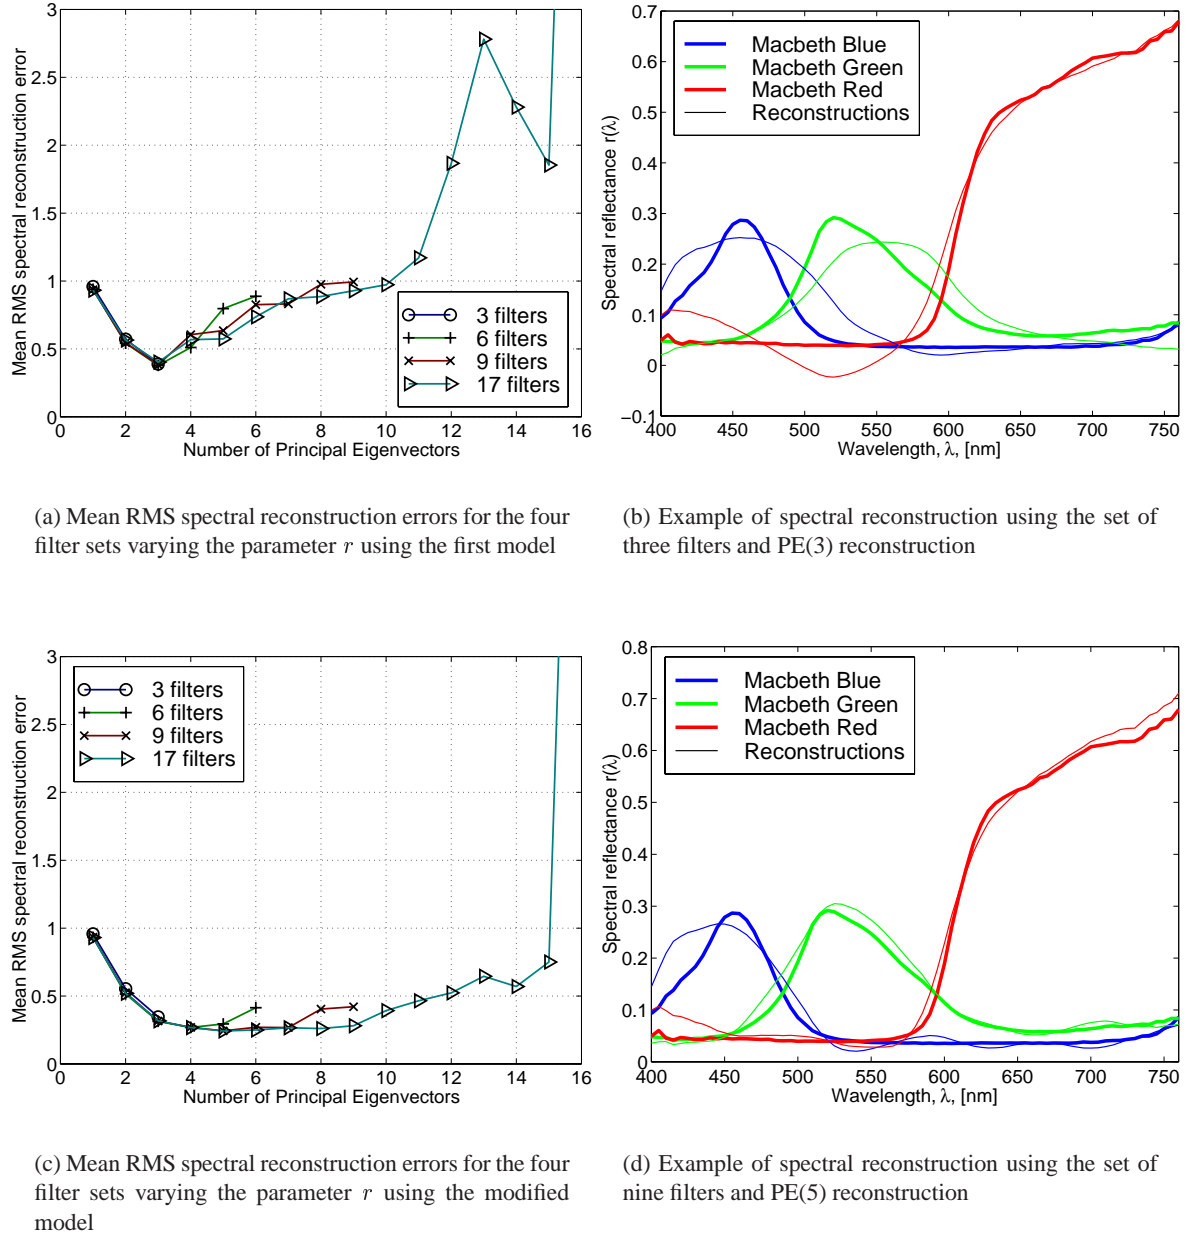 3
2.5
2
1.5
1
0.5
0
0 2 4 6 8 10 12 14 16
Mean RMS spectral reconstruction error
Number of Principal Eigenvectors
3 filters
6 filters
9 filters
17 filters
0.7
0.6
0.5
0.4
0.3
0.2
0.1
0
−0.1
400 450 500 550 600 650 700 750
Spectral reflectance r(λ)
Wavelength, λ, [nm]
Macbeth Blue
Macbeth Green
Macbeth Red
Reconstructions
(a) Mean RMS spectral reconstruction errors for the four
filter sets varying the parameter r using the first model
(b) Example of spectral reconstruction using the set of
three filters and PE(3) reconstruction
3
2.5
2
1.5
1
0.5
0
0 2 4 6 8 10 12 14 16
Mean RMS spectral reconstruction error
Number of Principal Eigenvectors
3 filters
6 filters
9 filters
17 filters
0.8
0.7
0.6
0.5
0.4
0.3
0.2
0.1
0
400 450 500 550 600 650 700 750
Spectral reflectance r(λ)
Wavelength, λ, [nm]
Macbeth Blue
Macbeth Green
Macbeth Red
Reconstructions
(c) Mean RMS spectral reconstruction errors for the four
filter sets varying the parameter r using the modified
model
(d) Example of spectral reconstruction using the set of
nine filters and PE(5) reconstruction